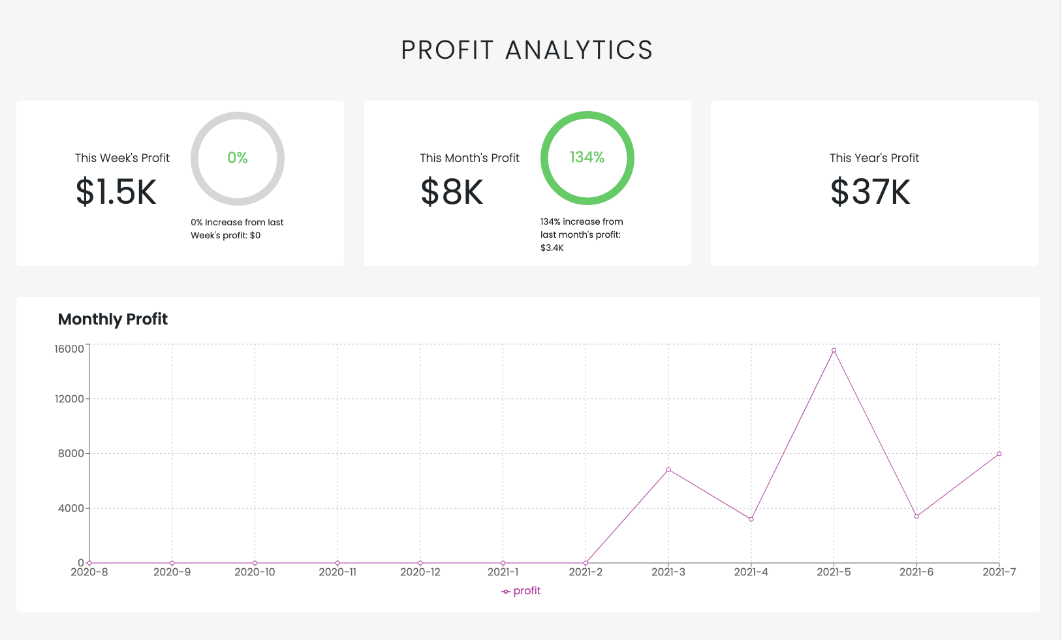 PROFIT ANALYTICS
This Week's Profit
$1.5K
0%
0% Increase from last
Week's profit: $0
This Month's Profit
$8K
134%
134% increase from
last month's profit:
$3.4K
This Year's Profit
$37K
Monthly Profit
16000
12000
8000
4000
0
2020-8 2020-9 2020-10 2020-11 2020-12 2021-1 2021-2 2021-3 2021-4 2021-5 2021-6 2021-7
profit